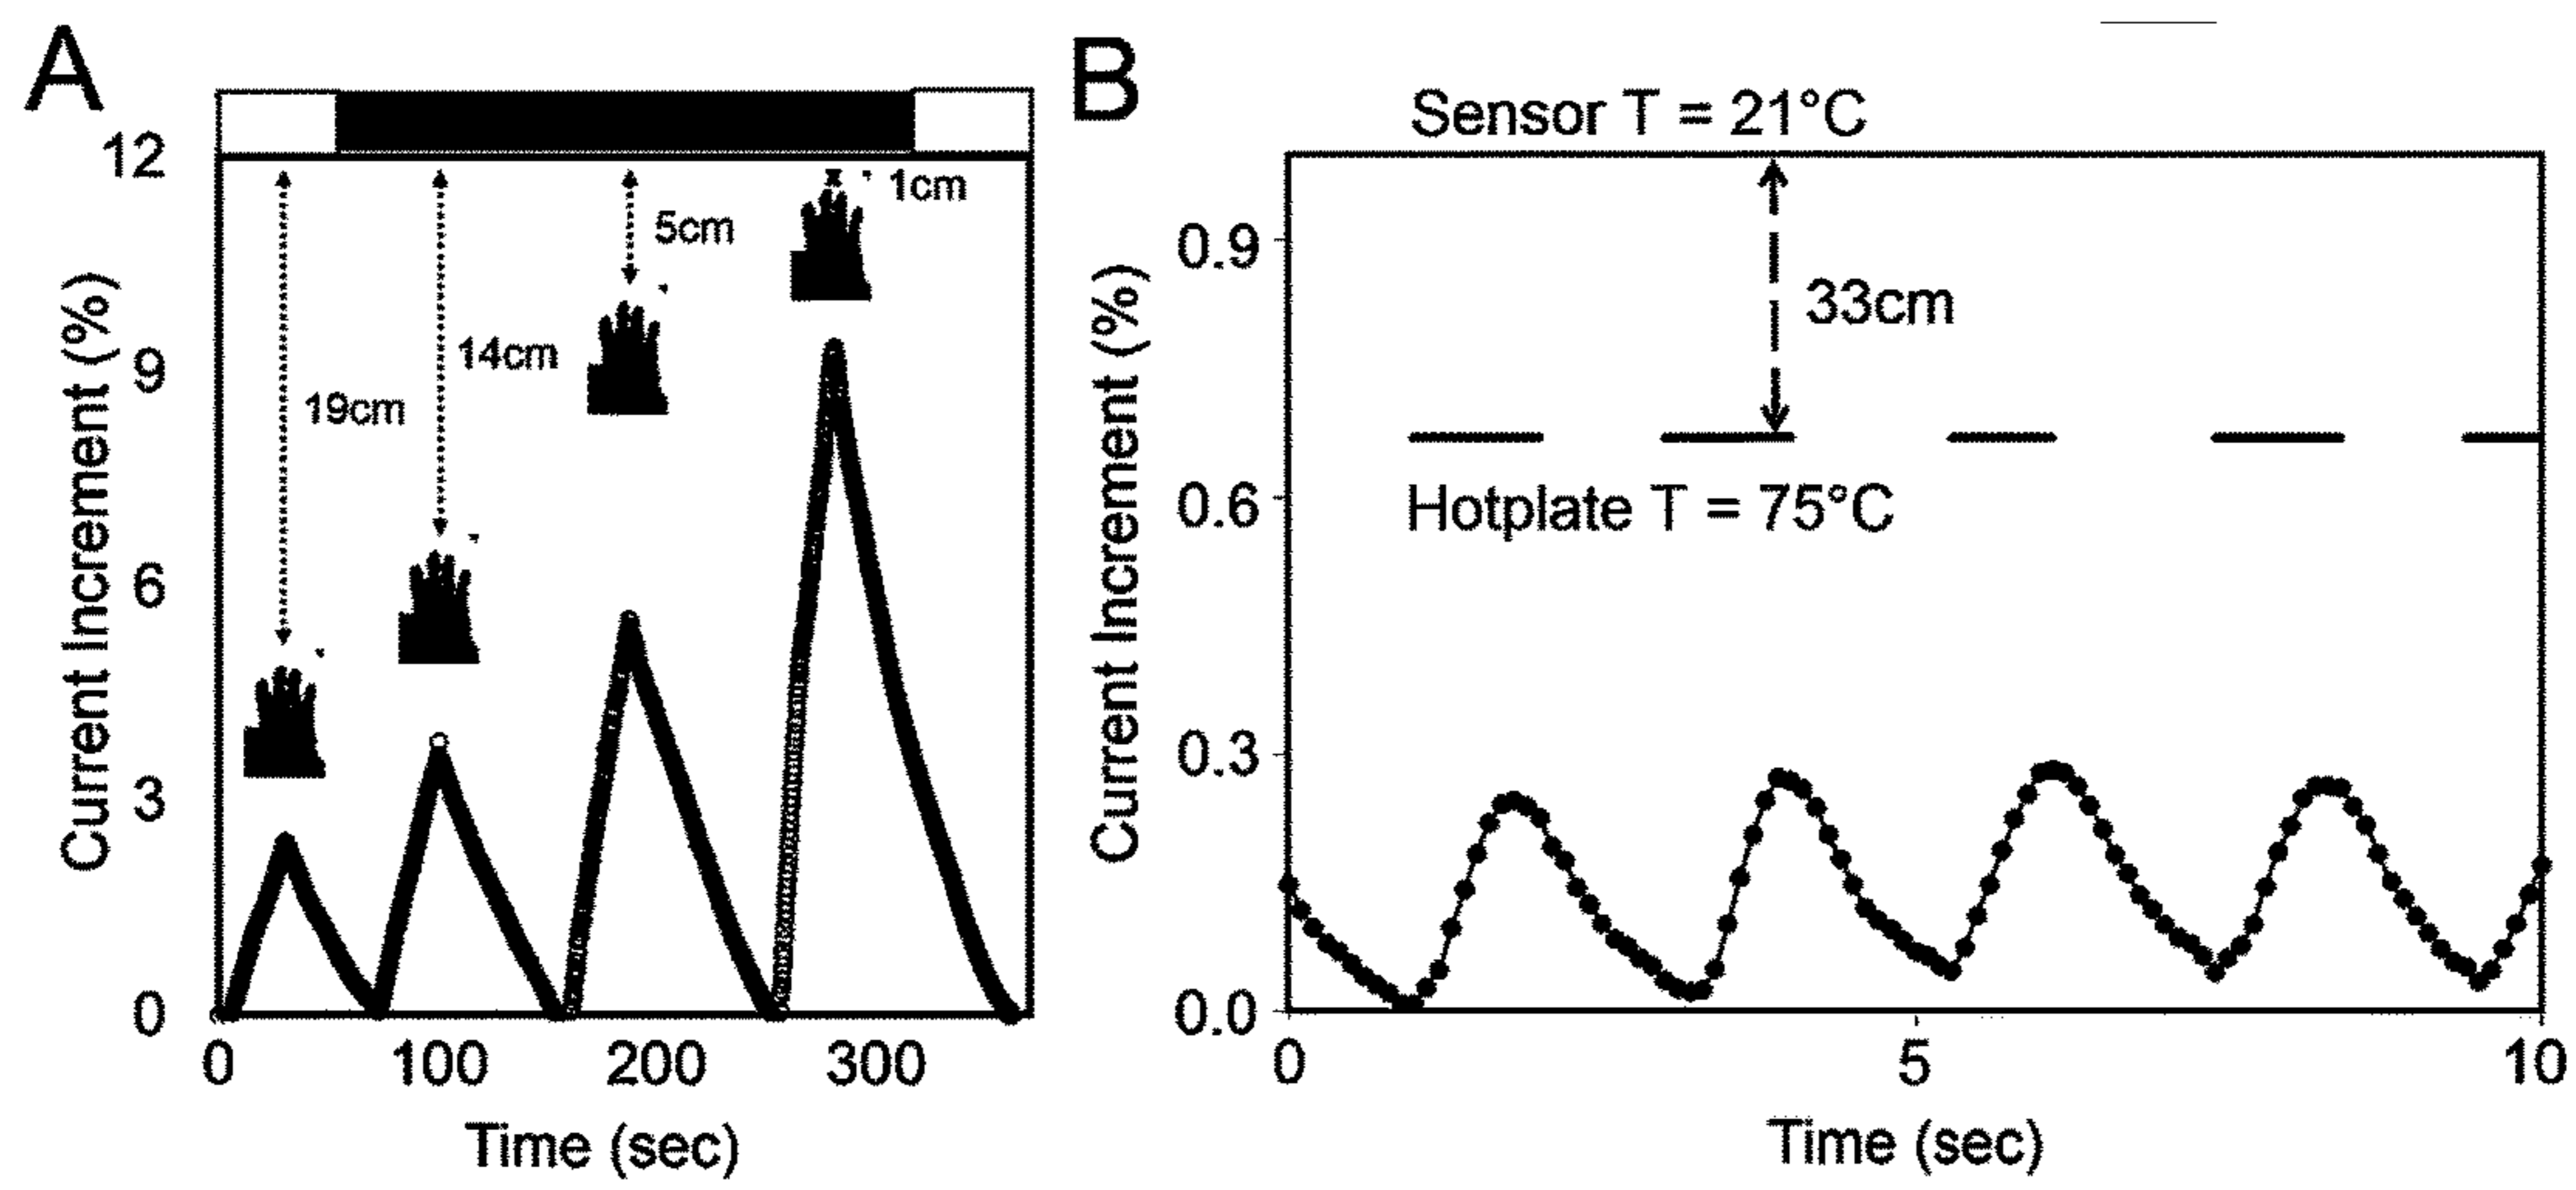 A
12
9
6
3
0
Current Increment (%)
19cm
14cm
5cm
1cm
0 100 200 300
Time (sec)
B
Sensor T = 21°C
33cm
Hotplate T = 75°C
0.9
0.6
0.3
0.0
Current Increment (%)
0 5 10
Time (sec)